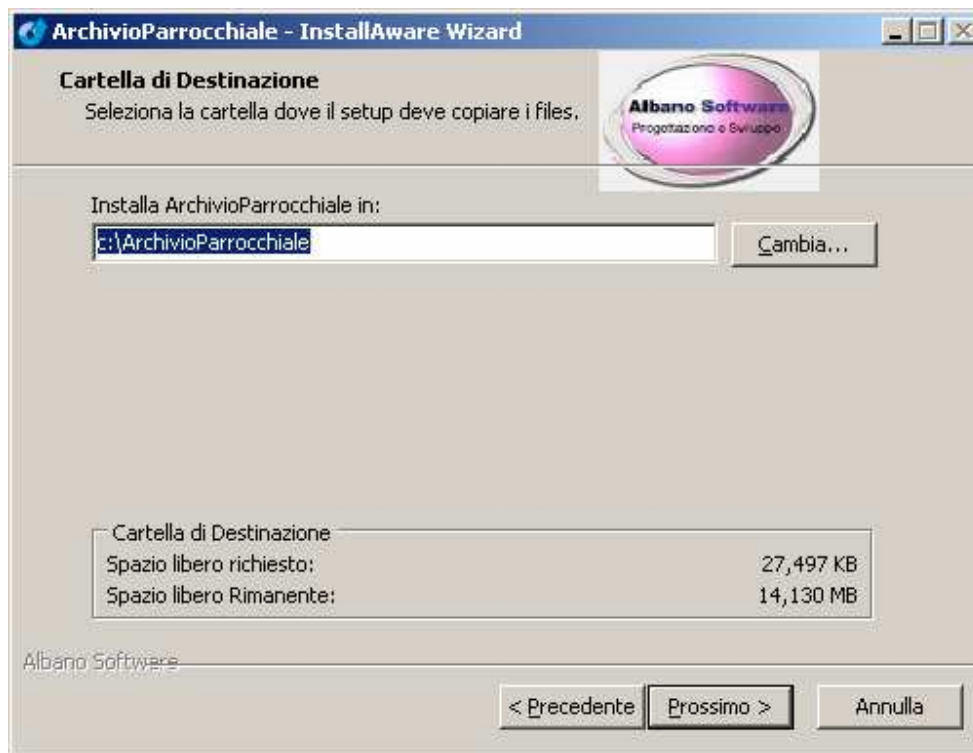 ArchivioParrocchiale - InstallAware Wizard
Cartella di Destinazione
Seleziona la cartella dove il setup deve copiare i files.
Albano Software
Progettazione e Sviluppo
Installa ArchivioParrocchiale in:
c:\ArchivioParrocchiale
Cambia...
Cartella di Destinazione
Spazio libero richiesto: 27,497 KB
Spazio libero Rimanente: 14,130 MB
Albano Software
< Precedente Prossimo > Annulla